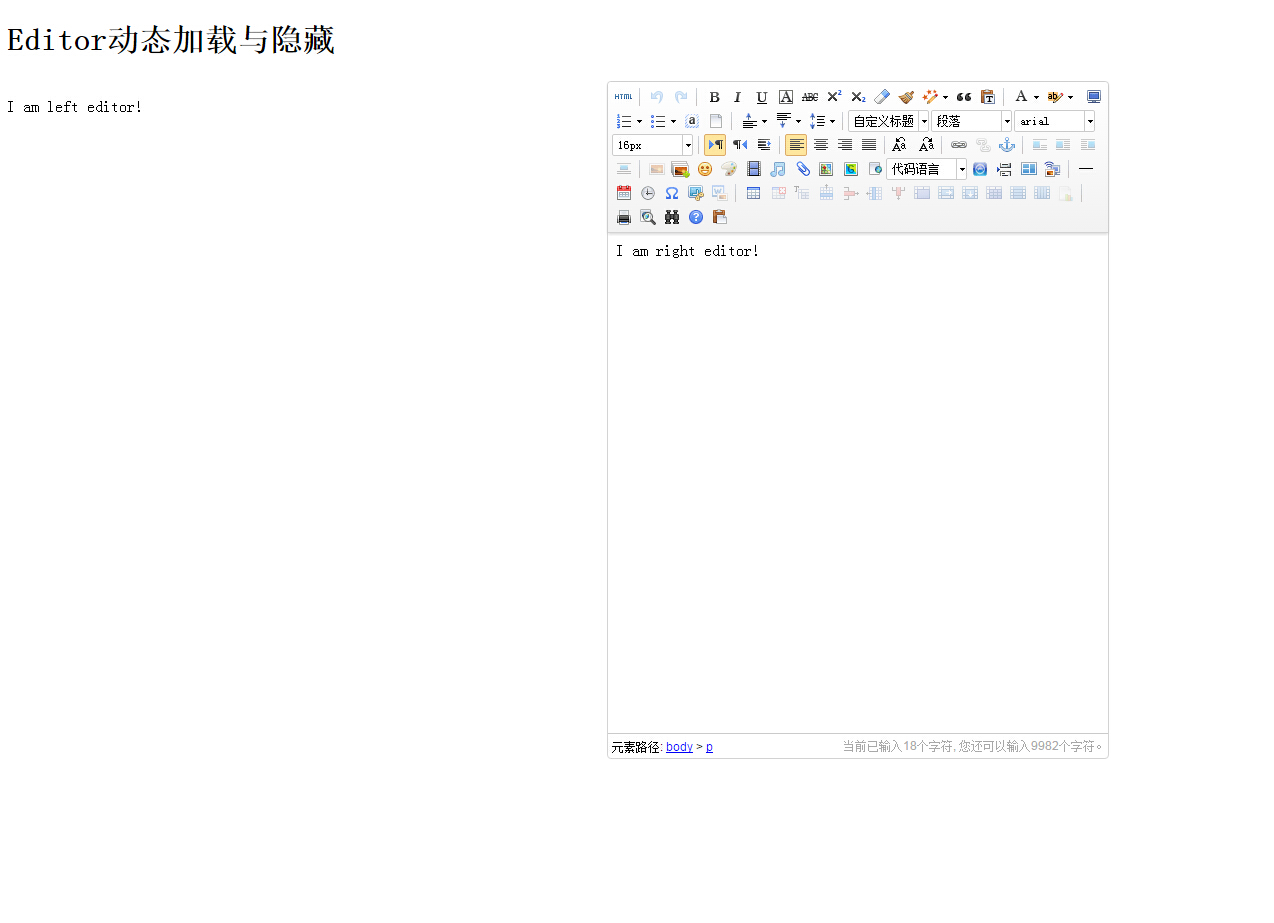 Editor动态加载与隐藏
I am left editor!
HTML B I U A ABC X² X₂ T A ab
a 自定义标题 段落 arial
16px
代码语言
Ω W
I am right editor!
元素路径: body > p 当前已输入18个字符, 您还可以输入9982个字符。